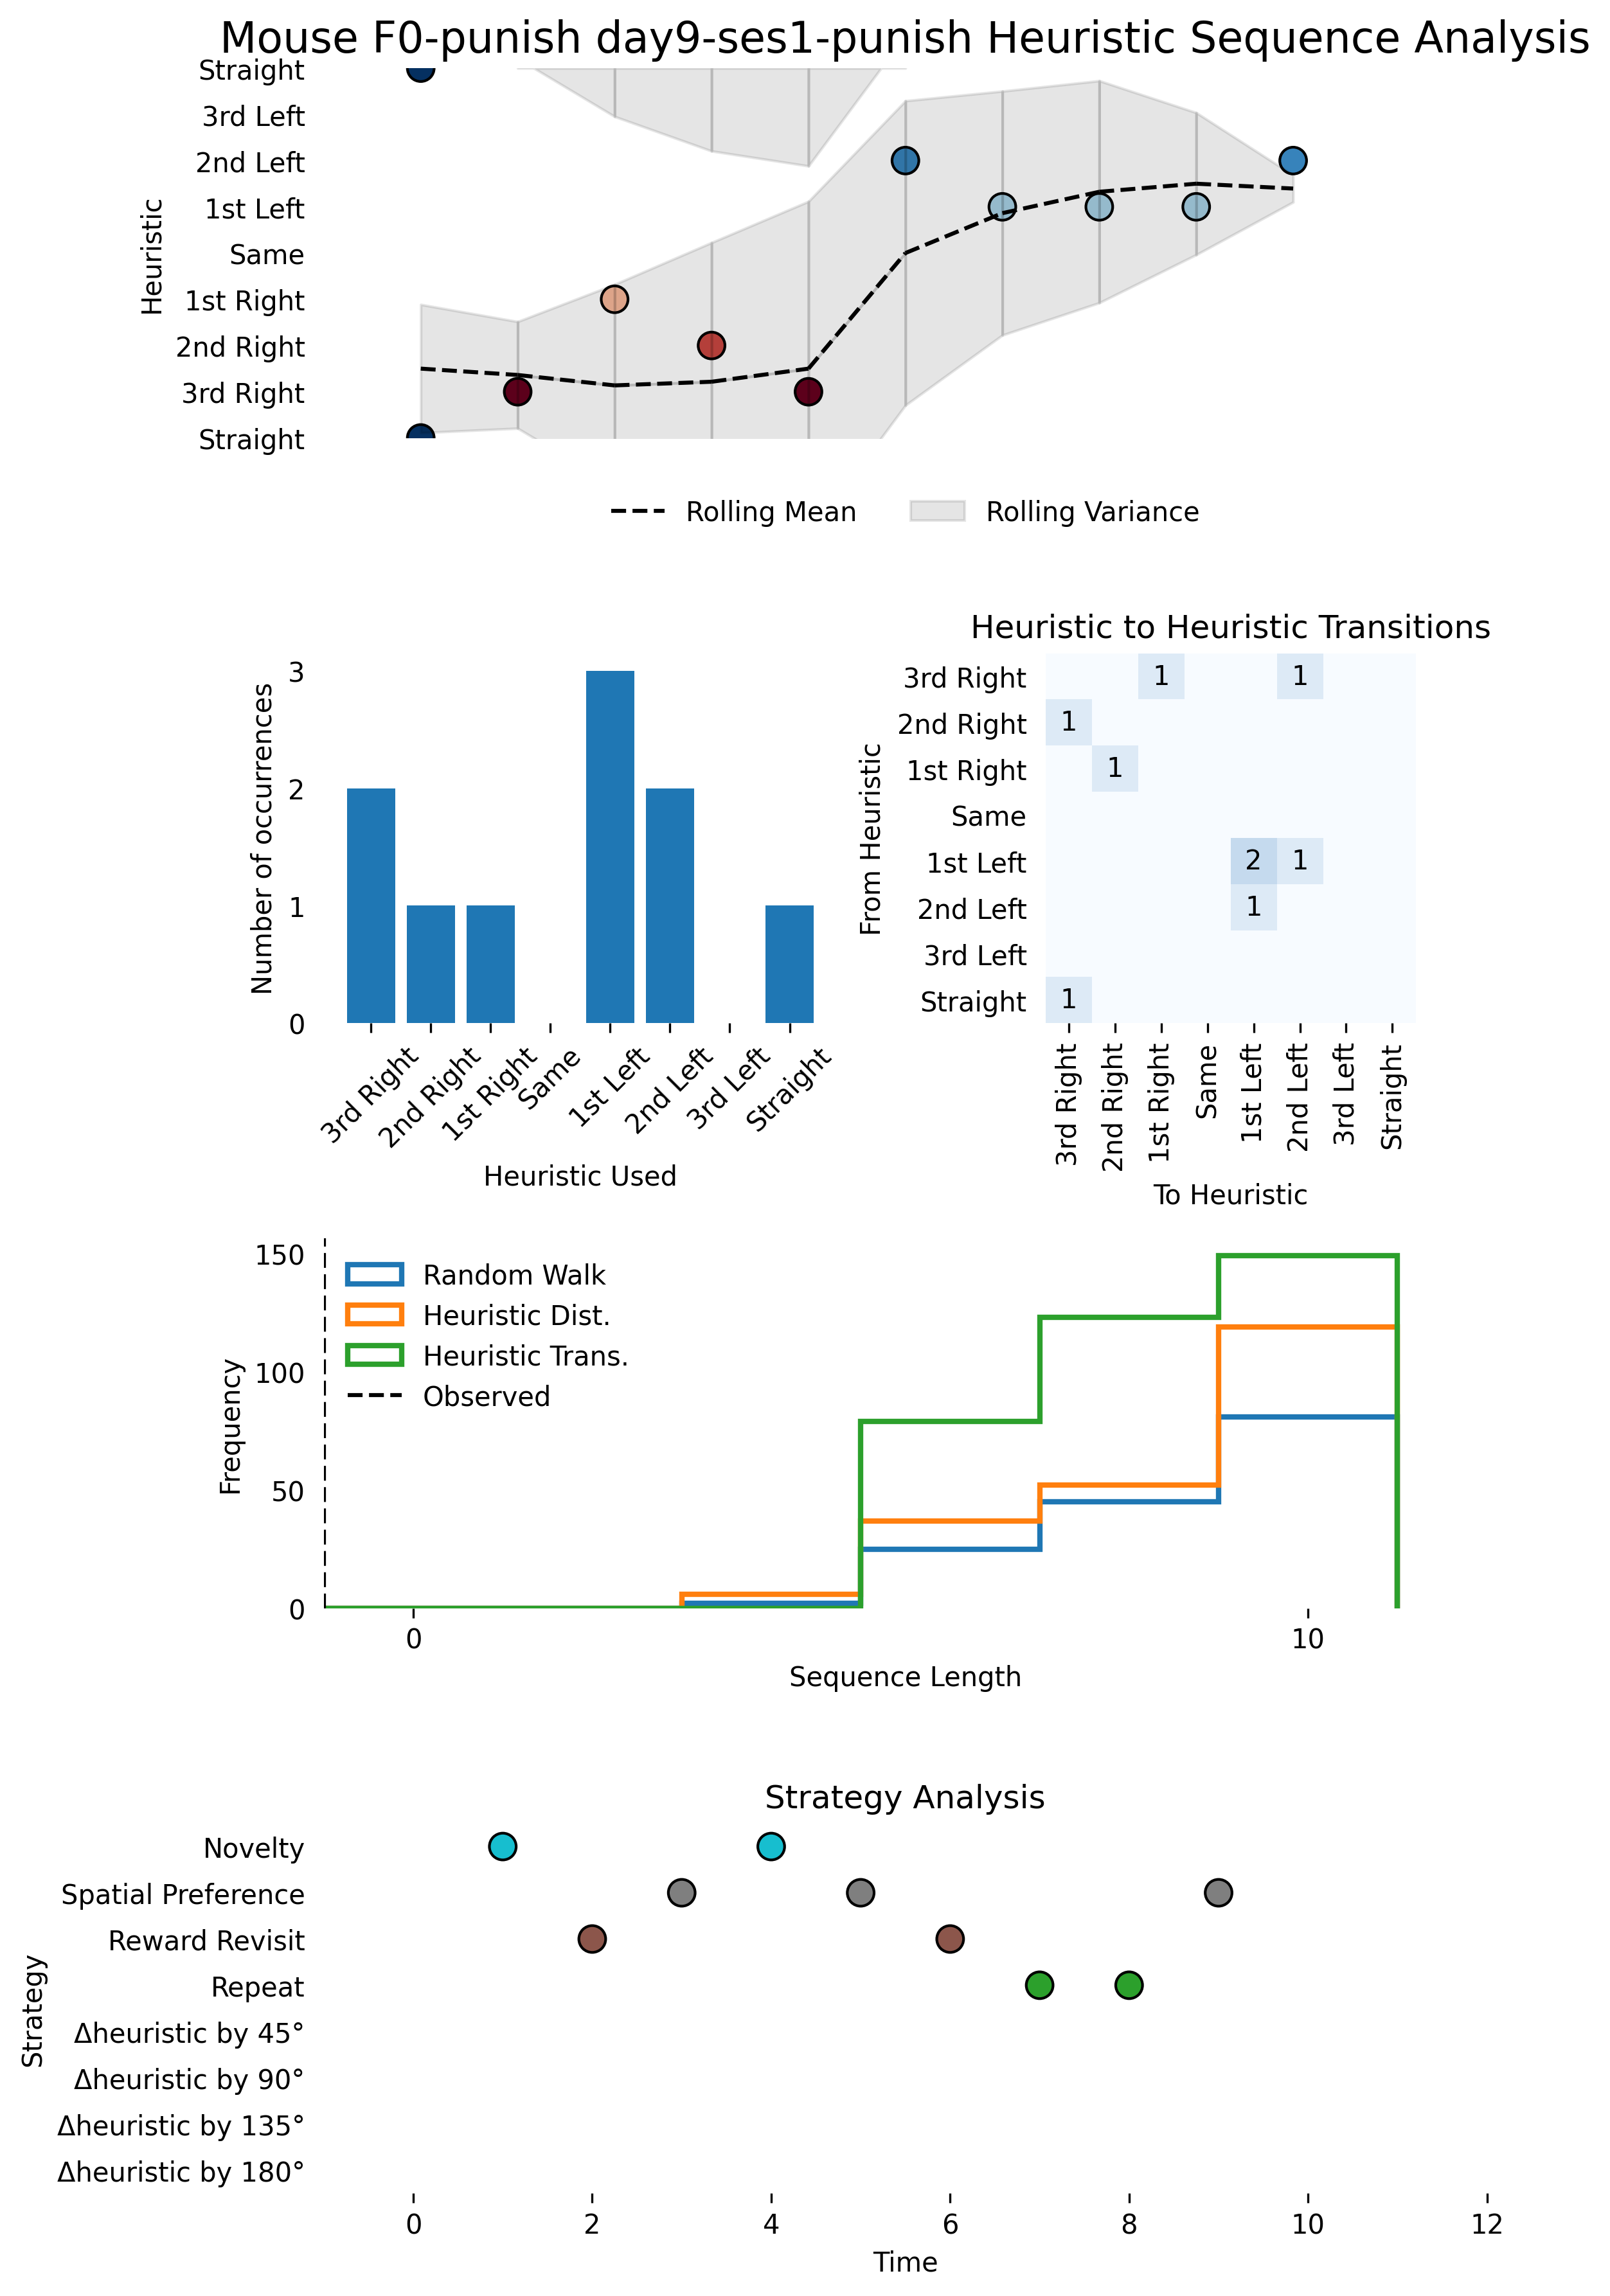 Mouse F0-punish day9-ses1-punish Heuristic Sequence Analysis
Heuristic
Straight
3rd Left
2nd Left
1st Left
Same
1st Right
2nd Right
3rd Right
Straight
Rolling Mean
Rolling Variance
Number of occurrences
3
2
1
0
3rd Right
2nd Right
1st Right
Same
1st Left
2nd Left
3rd Left
Straight
Heuristic Used
Heuristic to Heuristic Transitions
From Heuristic
3rd Right 1 1
2nd Right 1
1st Right 1
Same
1st Left 2 1
2nd Left 1
3rd Left
Straight 1
3rd Right
2nd Right
1st Right
Same
1st Left
2nd Left
3rd Left
Straight
To Heuristic
Frequency
150
100
50
0
Random Walk
Heuristic Dist.
Heuristic Trans.
Observed
0 10
Sequence Length
Strategy Analysis
Strategy
Novelty
Spatial Preference
Reward Revisit
Repeat
Δheuristic by 45°
Δheuristic by 90°
Δheuristic by 135°
Δheuristic by 180°
0 2 4 6 8 10 12
Time